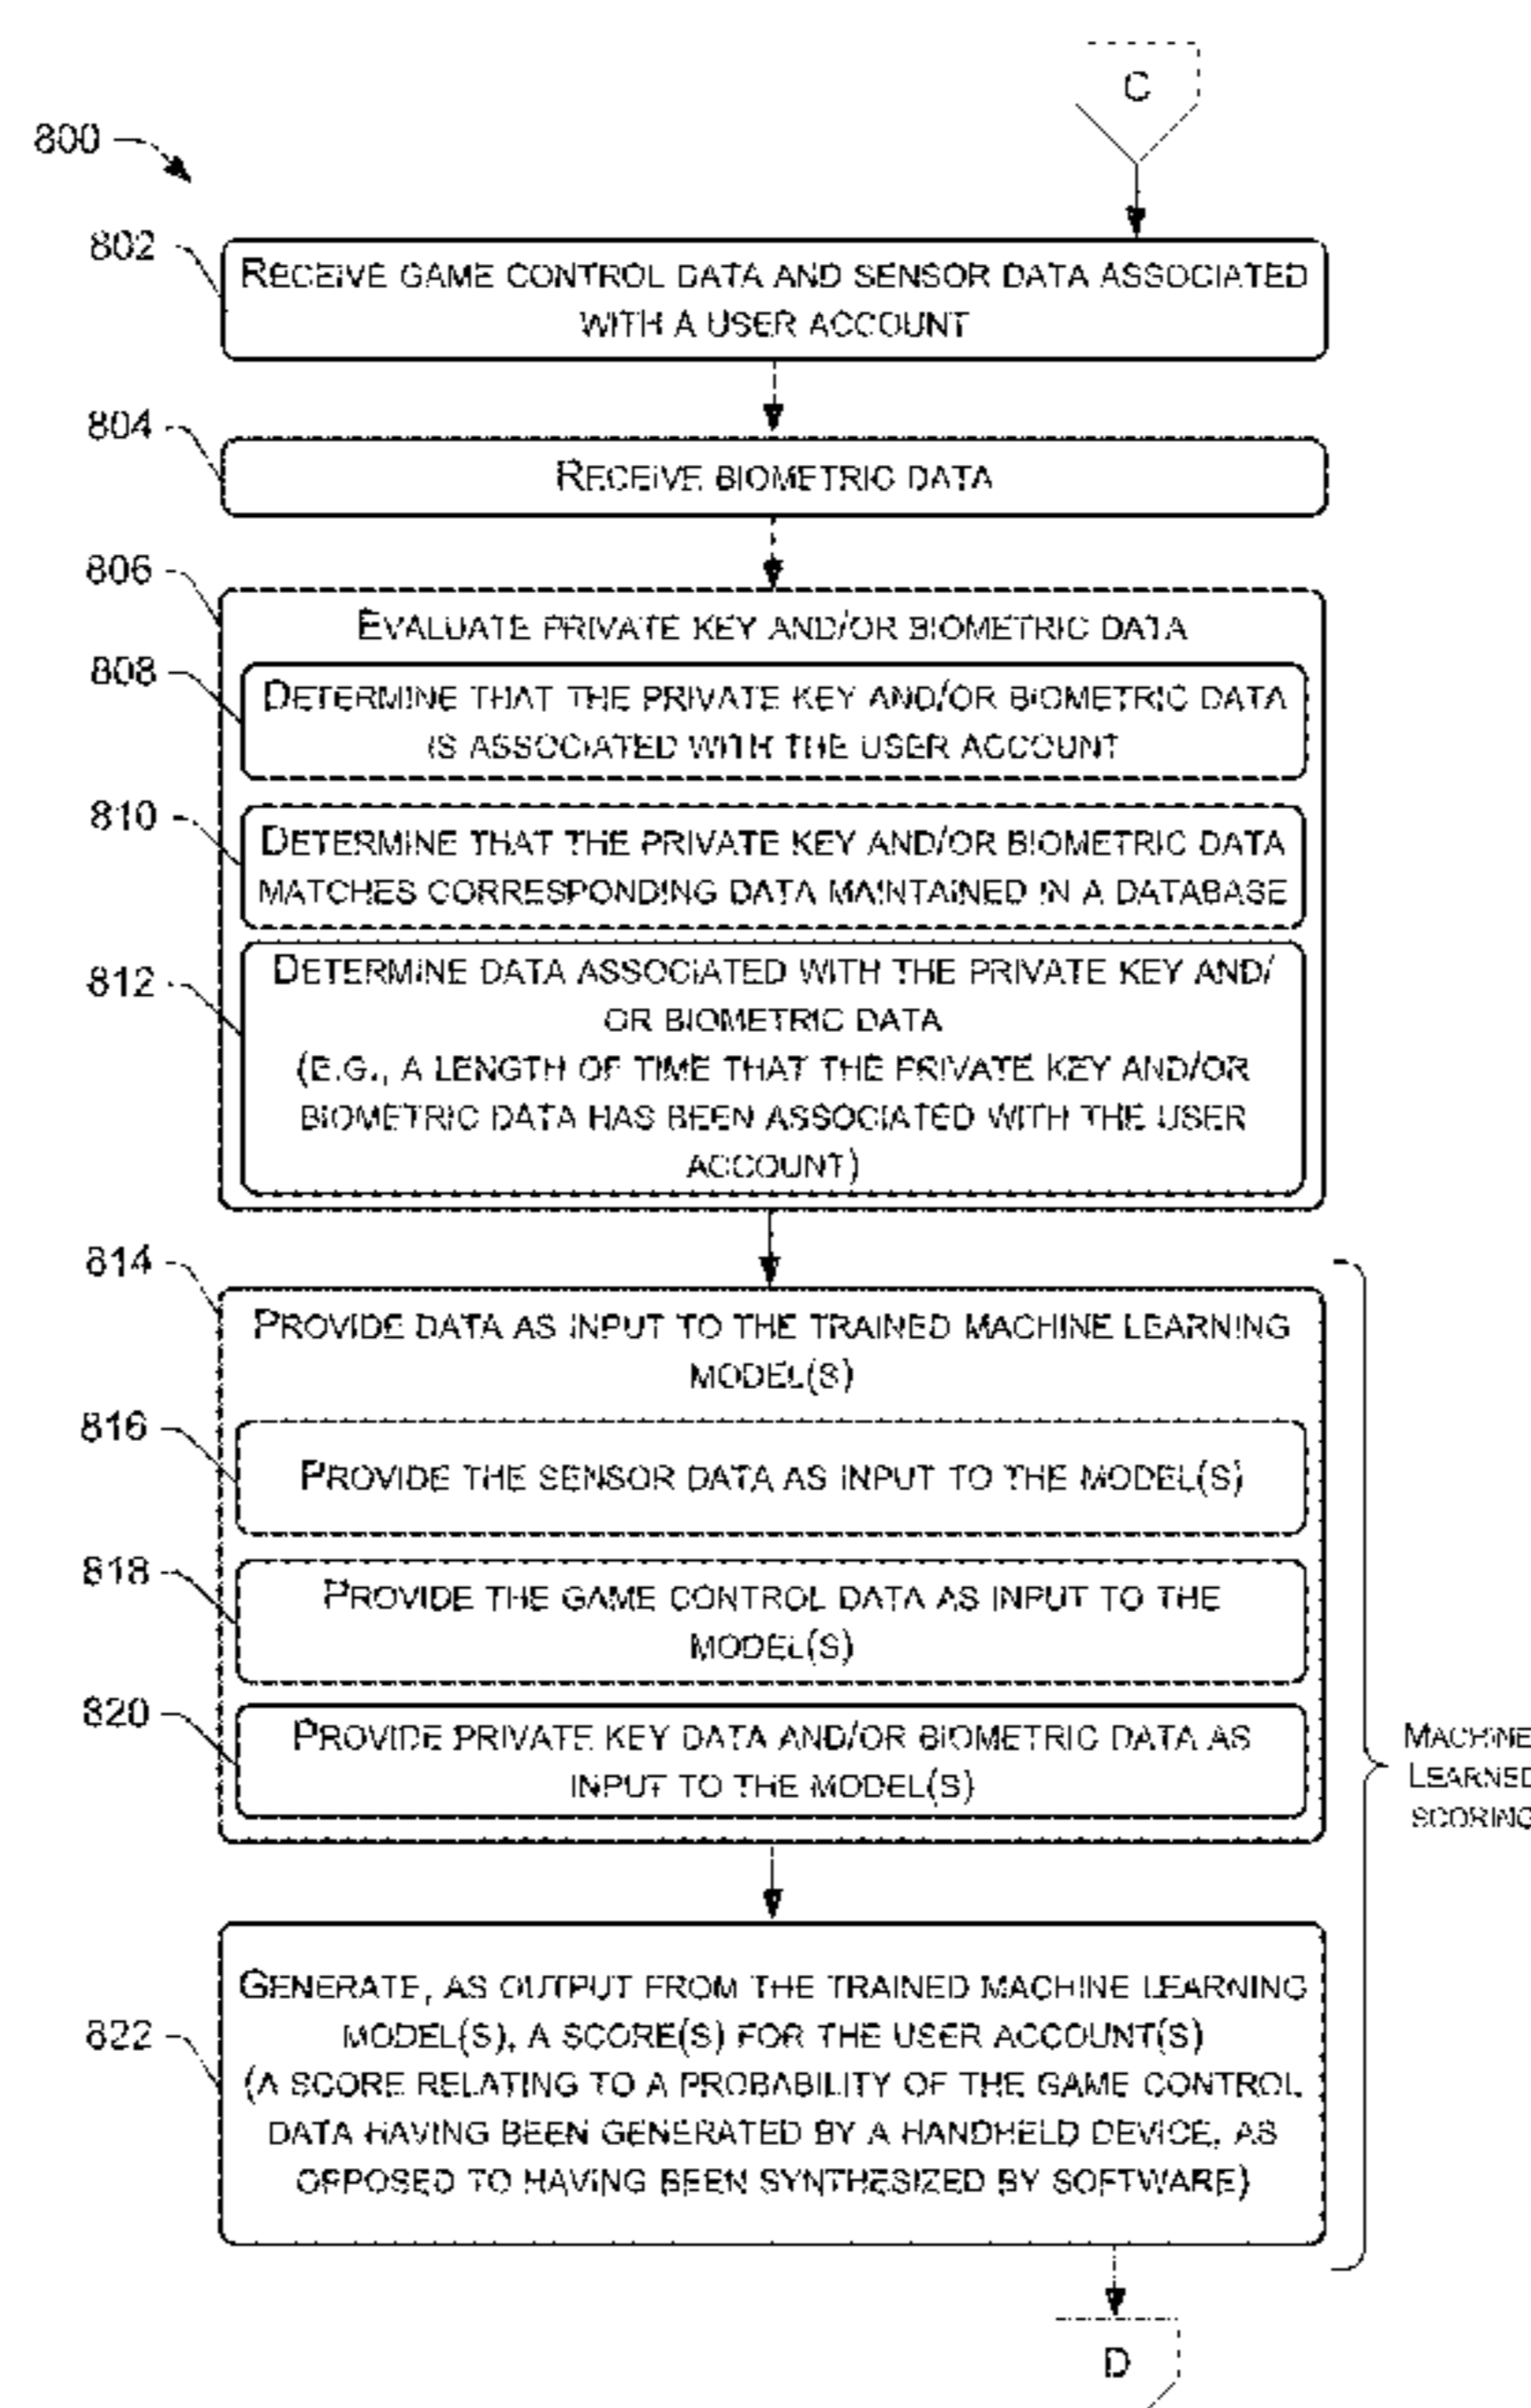 C
800
802
RECEIVE GAME CONTROL DATA AND SENSOR DATA ASSOCIATED
WITH A USER ACCOUNT
804
RECEIVE BIOMETRIC DATA
806
EVALUATE PRIVATE KEY AND/OR BIOMETRIC DATA
808
DETERMINE THAT THE PRIVATE KEY AND/OR BIOMETRIC DATA
IS ASSOCIATED WITH THE USER ACCOUNT
810
DETERMINE THAT THE PRIVATE KEY AND/OR BIOMETRIC DATA
MATCHES CORRESPONDING DATA MAINTAINED IN A DATABASE
812
DETERMINE DATA ASSOCIATED WITH THE PRIVATE KEY AND/
OR BIOMETRIC DATA
(E.G., A LENGTH OF TIME THAT THE PRIVATE KEY AND/OR
BIOMETRIC DATA HAS BEEN ASSOCIATED WITH THE USER
ACCOUNT)
814
PROVIDE DATA AS INPUT TO THE TRAINED MACHINE LEARNING
MODEL(S)
816
PROVIDE THE SENSOR DATA AS INPUT TO THE MODEL(S)
818
PROVIDE THE GAME CONTROL DATA AS INPUT TO THE
MODEL(S)
820
PROVIDE PRIVATE KEY DATA AND/OR BIOMETRIC DATA AS
INPUT TO THE MODEL(S)
MACHINE
LEARNED
SCORING
822
GENERATE, AS OUTPUT FROM THE TRAINED MACHINE LEARNING
MODEL(S), A SCORE(S) FOR THE USER ACCOUNT(S)
(A SCORE RELATING TO A PROBABILITY OF THE GAME CONTROL
DATA HAVING BEEN GENERATED BY A HANDHELD DEVICE, AS
OPPOSED TO HAVING BEEN SYNTHESIZED BY SOFTWARE)
D